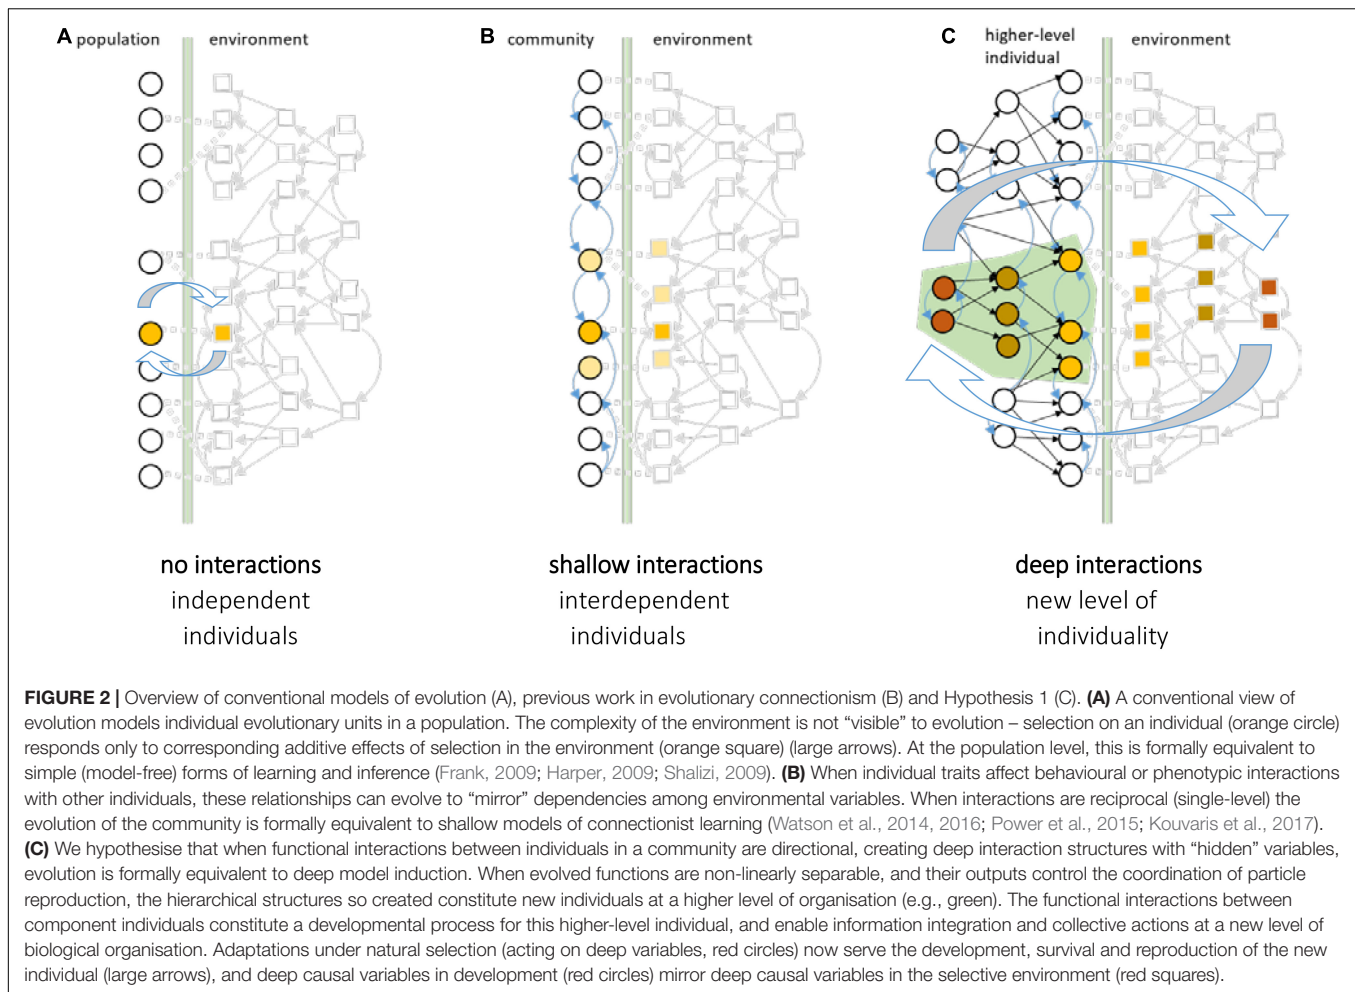 A population environment
B community environment
C higher-level individual environment
no interactions
independent
individuals
shallow interactions
interdependent
individuals
deep interactions
new level of
individuality
FIGURE 2 | Overview of conventional models of evolution (A), previous work in evolutionary connectionism (B) and Hypothesis 1 (C). (A) A conventional view of
evolution models individual evolutionary units in a population. The complexity of the environment is not “visible” to evolution – selection on an individual (orange circle)
responds only to corresponding additive effects of selection in the environment (orange square) (large arrows). At the population level, this is formally equivalent to
simple (model-free) forms of learning and inference (Frank, 2009; Harper, 2009; Shalizi, 2009). (B) When individual traits affect behavioural or phenotypic interactions
with other individuals, these relationships can evolve to “mirror” dependencies among environmental variables. When interactions are reciprocal (single-level) the
evolution of the community is formally equivalent to shallow models of connectionist learning (Watson et al., 2014, 2016; Power et al., 2015; Kouvaris et al., 2017).
(C) We hypothesise that when functional interactions between individuals in a community are directional, creating deep interaction structures with “hidden” variables,
evolution is formally equivalent to deep model induction. When evolved functions are non-linearly separable, and their outputs control the coordination of particle
reproduction, the hierarchical structures so created constitute new individuals at a higher level of organisation (e.g., green). The functional interactions between
component individuals constitute a developmental process for this higher-level individual, and enable information integration and collective actions at a new level of
biological organisation. Adaptations under natural selection (acting on deep variables, red circles) now serve the development, survival and reproduction of the new
individual (large arrows), and deep causal variables in development (red circles) mirror deep causal variables in the selective environment (red squares).